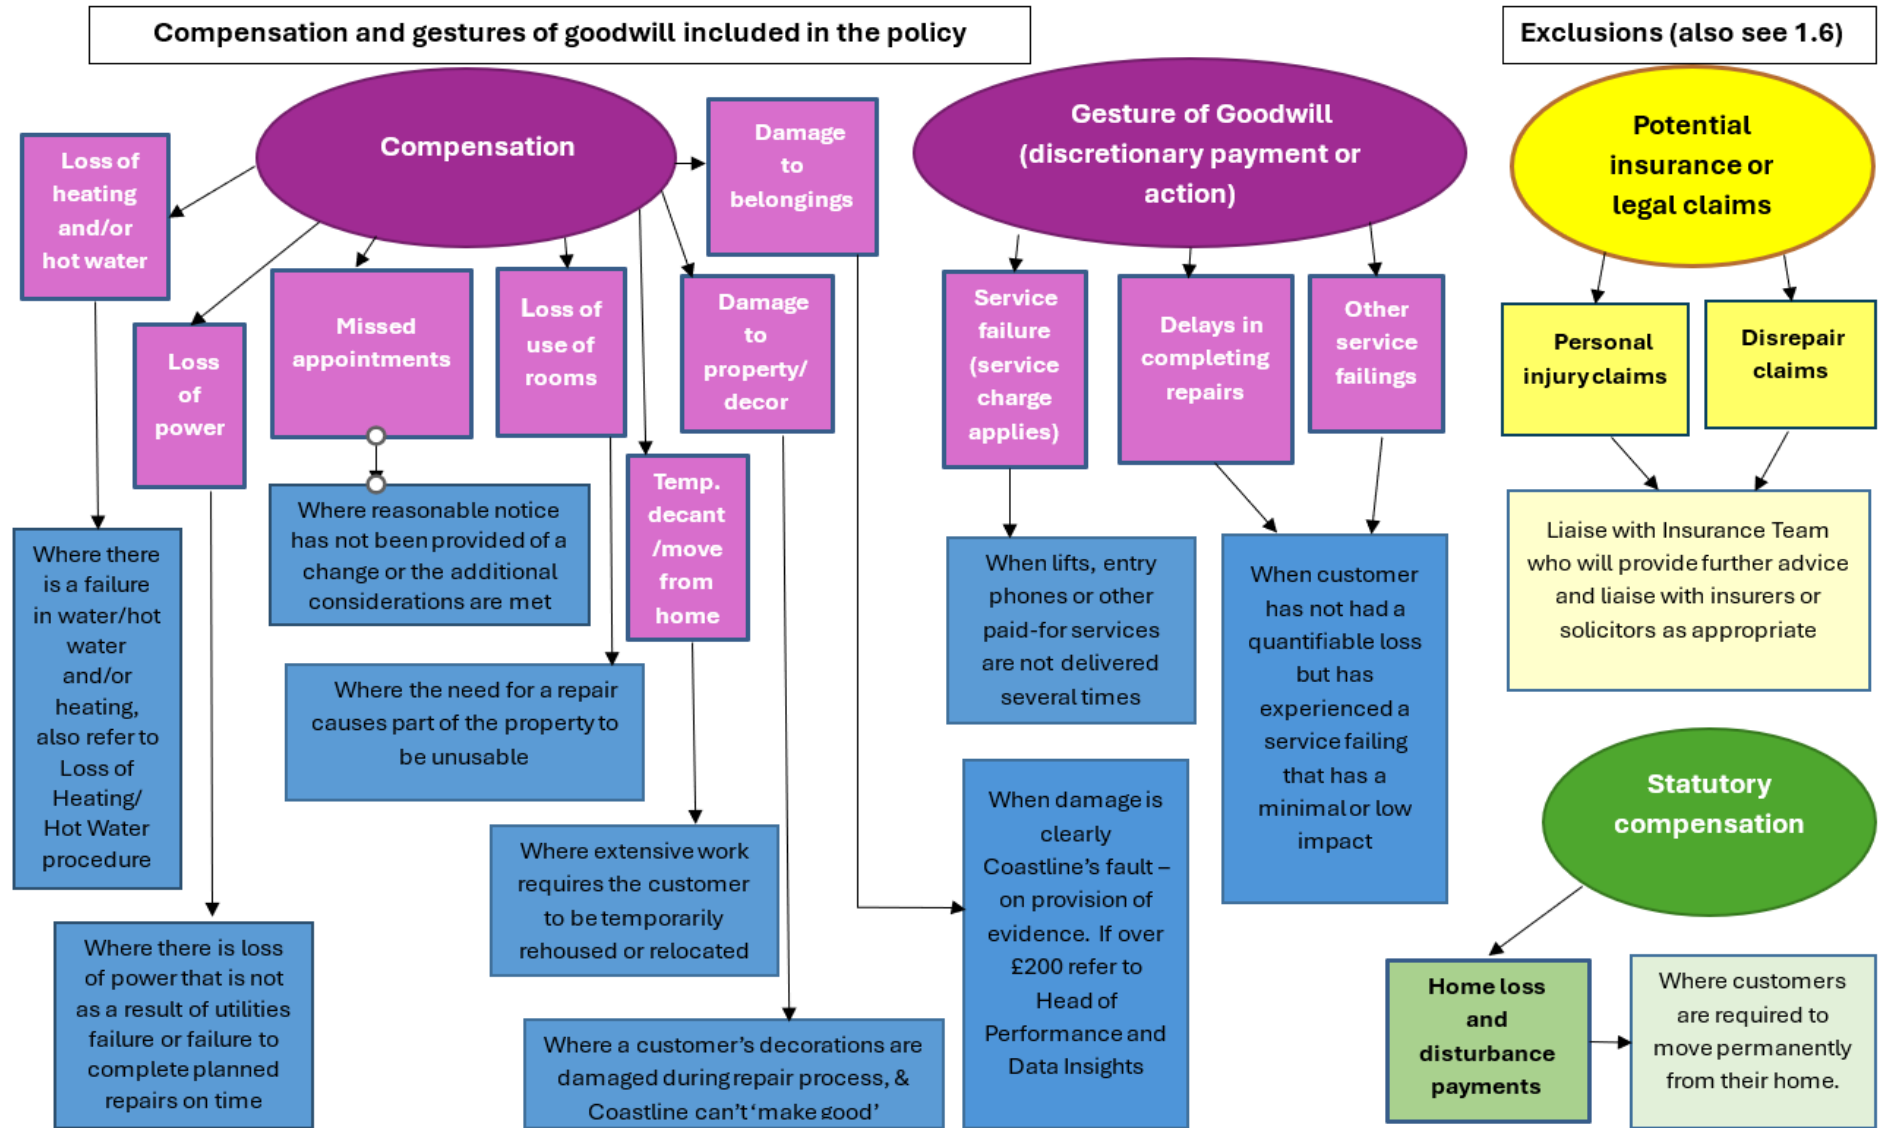 Compensation and gestures of goodwill included in the policy
Exclusions (also see 1.6)
Compensation
Loss of
heating
and/or
hot water
Where there
is a failure
in water/hot
water
and/or
heating,
also refer to
Loss of
Heating/
Hot Water
procedure
Loss
of
power
Where there is loss
of power that is not
as a result of utilities
failure or failure to
complete planned
repairs on time
Missed
appointments
Where reasonable notice
has not been provided of a
change or the additional
considerations are met
Loss of
use of
rooms
Where the need for a repair
causes part of the property to
be unusable
Temp.
decant
/move
from
home
Where extensive work
requires the customer
to be temporarily
rehoused or relocated
Damage
to
property/
decor
Where a customer’s decorations are
damaged during repair process, &
Coastline can’t ‘make good’
Damage
to
belongings
When damage is
clearly
Coastline’s fault –
on provision of
evidence. If over
£200 refer to
Head of
Performance and
Data Insights
Gesture of Goodwill
(discretionary payment or
action)
Service
failure
(service
charge
applies)
When lifts, entry
phones or other
paid-for services
are not delivered
several times
Delays in
completing
repairs
Other
service
failings
When customer
has not had a
quantifiable loss
but has
experienced a
service failing
that has a
minimal or low
impact
Potential
insurance or
legal claims
Personal
injury claims
Disrepair
claims
Liaise with Insurance Team
who will provide further advice
and liaise with insurers or
solicitors as appropriate
Statutory
compensation
Home loss
and
disturbance
payments
Where customers
are required to
move permanently
from their home.